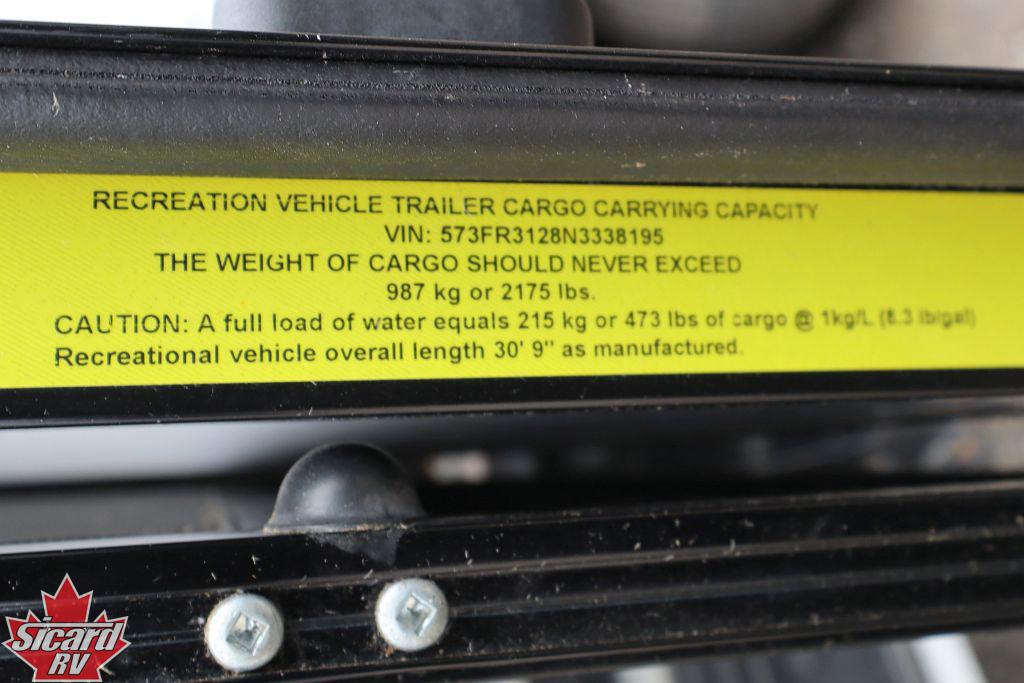 RECREATION VEHICLE TRAILER CARGO CARRYING CAPACITY
VIN: 573FR3128N3338195
THE WEIGHT OF CARGO SHOULD NEVER EXCEED
987 kg or 2175 lbs.
CAUTION: A full load of water equals 215 kg or 473 lbs of cargo @ 1kg/L (8.3 lb/gal)
Recreational vehicle overall length 30' 9" as manufactured.
Sicard
RV